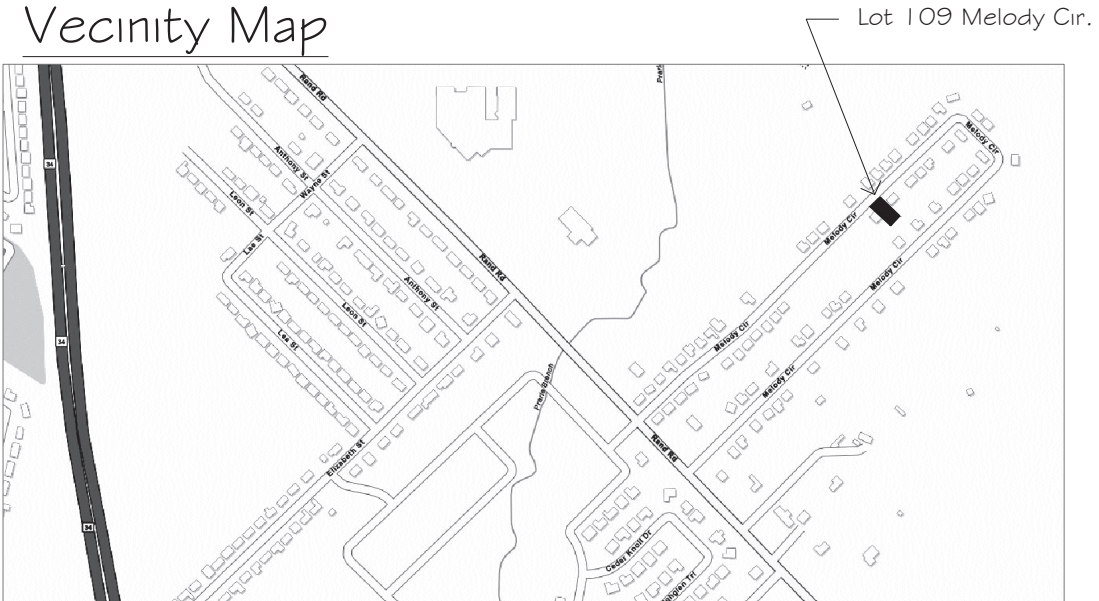 Vecinity Map
Lot 109 Melody Cir.
Rand Rd
Prari
Melody Cir
34
Anthony St
Wayne St
Leon St
Lee St
Melody Cir
Rand Rd
Melody Cir
Anthony St
Leon St
Lee St
34
Melody Cir
Melody Cir
Elizabeth St
Rand Rd
34
Cedar Knoll Dr